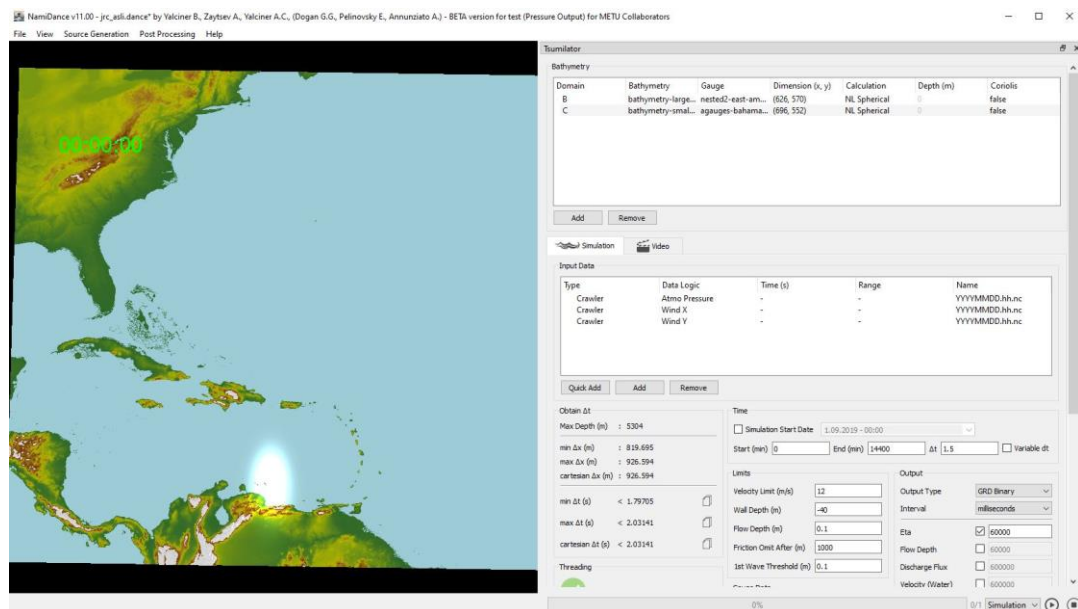 NamiDance v11.00 - jrc_asli.dance* by Yalciner B., Zaytsev A., Yalciner A.C., (Dogan G.G., Pelinovsky E., Annunziato A.) - BETA version for test (Pressure Output) for METU Collaborators
File View Source Generation Post Processing Help
00:00:00
Tsumilator
Bathymetry
Domain Bathymetry Gauge Dimension (x, y) Calculation Depth (m) Coriolis
B bathymetry-large... nested2-east-am... (626, 570) NL Spherical 0 false
C bathymetry-smal... agauges-bahama... (696, 552) NL Spherical 0 false
Add Remove
Simulation Video
Input Data
Type Data Logic Time (s) Range Name
Crawler Atmo Pressure - - YYYYMMDD.hh.nc
Crawler Wind X - - YYYYMMDD.hh.nc
Crawler Wind Y - - YYYYMMDD.hh.nc
Quick Add Add Remove
Obtain Δt
Max Depth (m) : 5304
min Δx (m) : 819.695
max Δx (m) : 926.594
cartesian Δx (m) : 926.594
min Δt (s) < 1.79705
max Δt (s) < 2.03141
cartesian Δt (s) < 2.03141
Threading
Time
Simulation Start Date 1.09.2019 - 00:00
Start (min) 0 End (min) 14400 Δt 1.5 Variable dt
Limits
Velocity Limit (m/s) 12
Wall Depth (m) -40
Flow Depth (m) 0.1
Friction Omit After (m) 1000
1st Wave Threshold (m) 0.1
Output
Output Type GRD Binary
Interval milliseconds
Eta 60000
Flow Depth 60000
Discharge Flux 600000
Velocity (Water) 600000
0% 0/1 Simulation